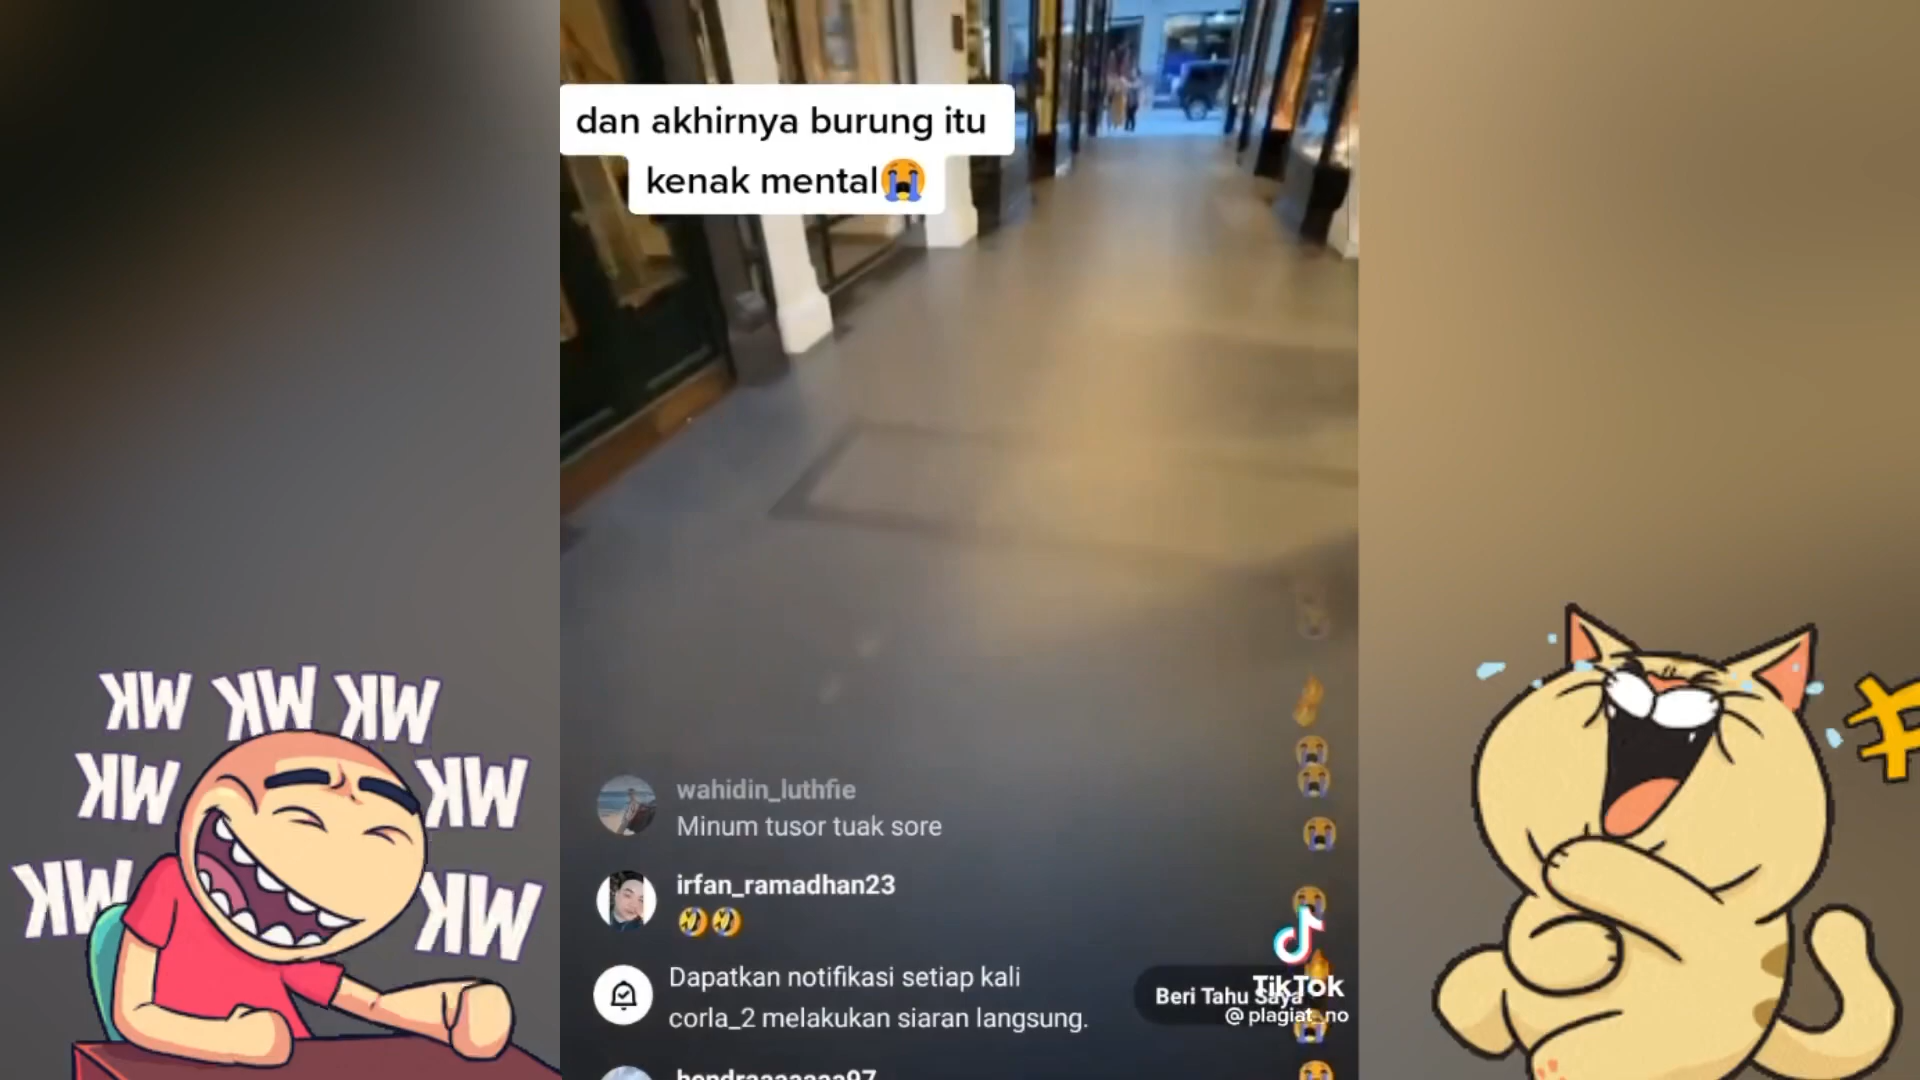 dan akhirnya burung itu
kenak mental😭
WK WK WK
WK WK
WK WK
wahidin_luthfie
Minum tusor tuak sore
irfan_ramadhan23
🤣🤣
Dapatkan notifikasi setiap kali
corla_2 melakukan siaran langsung.
Beri Tahu Saya
TikTok
@plagiat_no